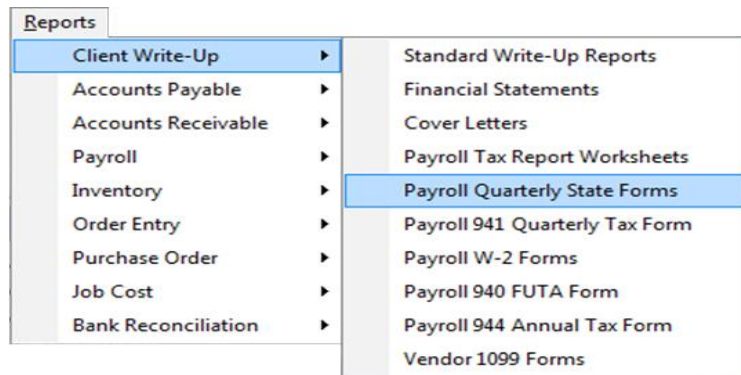 Reports
Client Write-Up
Accounts Payable
Accounts Receivable
Payroll
Inventory
Order Entry
Purchase Order
Job Cost
Bank Reconciliation
Standard Write-Up Reports
Financial Statements
Cover Letters
Payroll Tax Report Worksheets
Payroll Quarterly State Forms
Payroll 941 Quarterly Tax Form
Payroll W-2 Forms
Payroll 940 FUTA Form
Payroll 944 Annual Tax Form
Vendor 1099 Forms